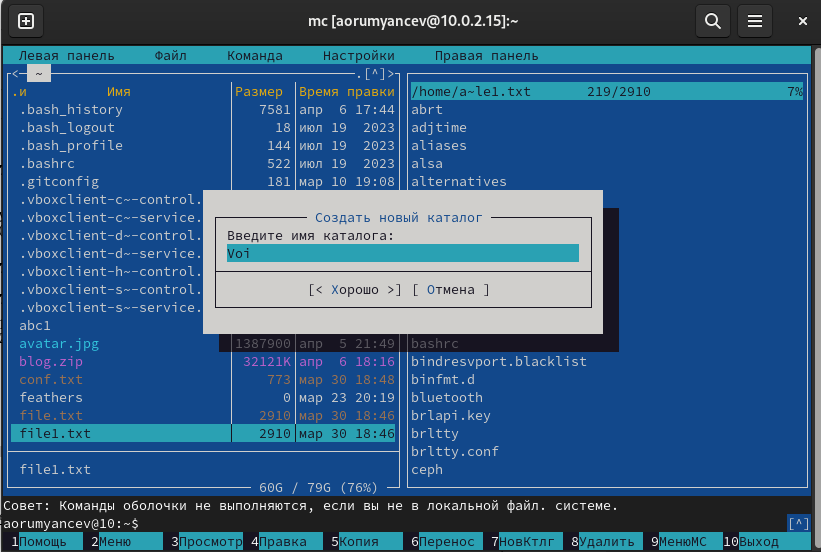 mc [aorumyancev@10.0.2.15]:~
Левая панель Файл Команда Настройки Правая панель
<─ ~ .[^]>
.и Имя Размер Время правки
.bash_history 7581 апр 6 17:44
.bash_logout 18 июл 19 2023
.bash_profile 144 июл 19 2023
.bashrc 522 июл 19 2023
.gitconfig 181 мар 10 19:08
.vboxclient-c~-control.
.vboxclient-c~-service.
.vboxclient-d~-control.
.vboxclient-d~-service.
.vboxclient-h~-control.
.vboxclient-s~-control.
.vboxclient-s~-service.
abc1
avatar.jpg 1387900 апр 5 21:49
blog.zip 32121K апр 6 18:16
conf.txt 773 мар 30 18:48
feathers 0 мар 23 20:19
file.txt 2910 мар 30 18:46
file1.txt 2910 мар 30 18:46
file1.txt
60G / 79G (76%)
/home/a~le1.txt 219/2910 7%
abrt
adjtime
aliases
alsa
alternatives
bashrc
bindresvport.blacklist
binfmt.d
bluetooth
brlapi.key
brltty
brltty.conf
ceph
Создать новый каталог
Введите имя каталога:
Voi
[< Хорошо >] [ Отмена ]
Совет: Команды оболочки не выполняются, если вы не в локальной файл. системе.
aorumyancev@10:~$ [^]
1Помощь 2Меню 3Просмотр 4Правка 5Копия 6Перенос 7НовКтлг 8Удалить 9МенюMC 10Выход